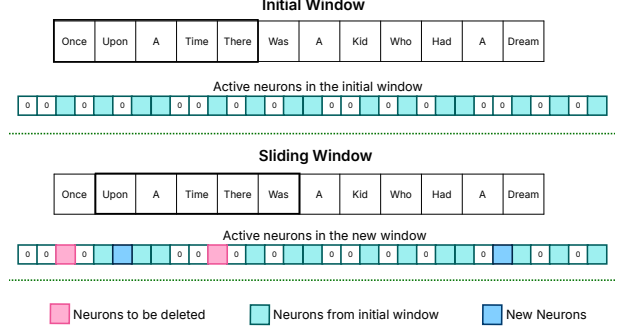 Initial Window
Once Upon A Time There Was A Kid Who Had A Dream
Active neurons in the initial window
0 0 0 0 0 0 0 0 0 0 0 0 0 0 0 0
Sliding Window
Once Upon A Time There Was A Kid Who Had A Dream
Active neurons in the new window
0 0 0 0 0 0 0 0 0 0 0 0 0 0
Neurons to be deleted Neurons from initial window New Neurons